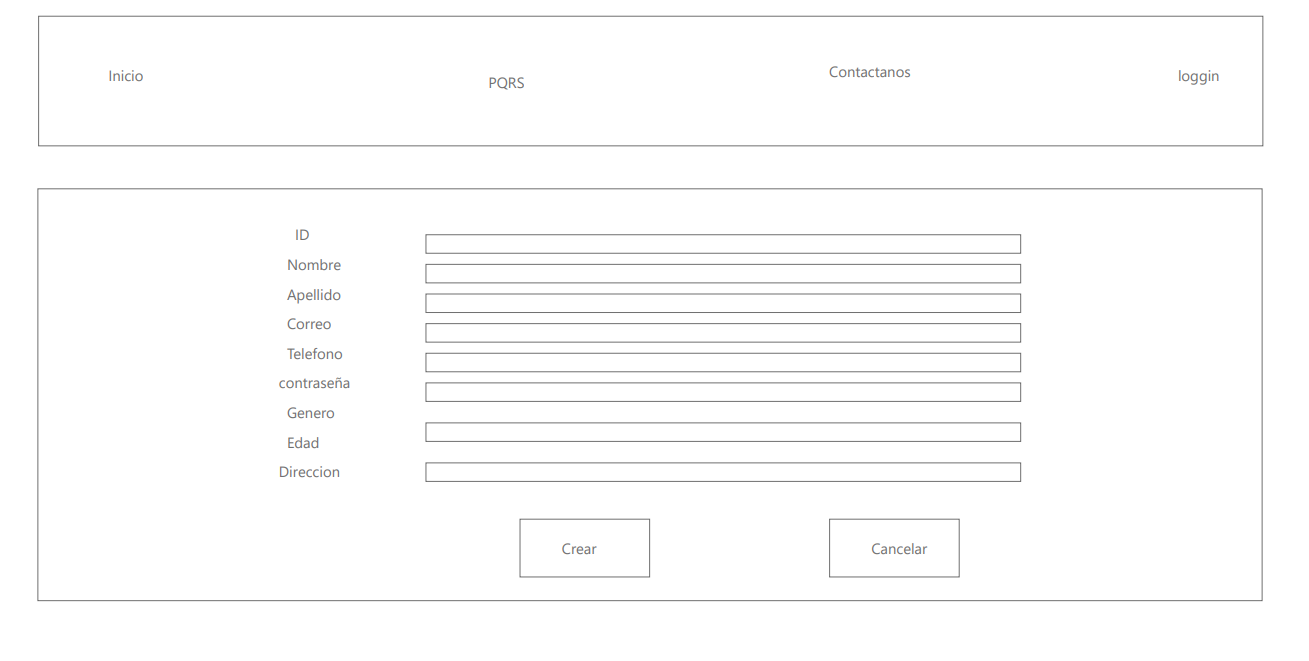 Inicio
PQRS
Contactanos
loggin
ID
Nombre
Apellido
Correo
Telefono
contraseña
Genero
Edad
Direccion
Crear
Cancelar